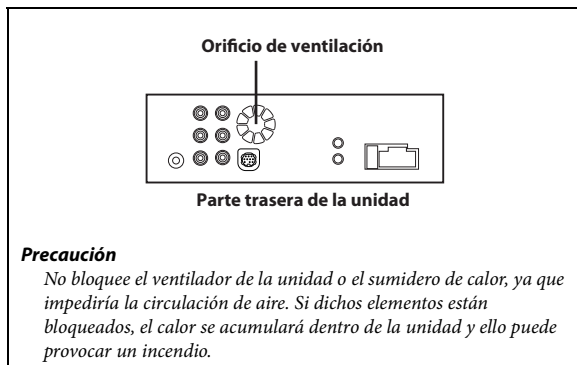 Orificio de ventilación
Parte trasera de la unidad
Precaución
No bloquee el ventilador de la unidad o el sumidero de calor, ya que
impediría la circulación de aire. Si dichos elementos están
bloqueados, el calor se acumulará dentro de la unidad y ello puede
provocar un incendio.